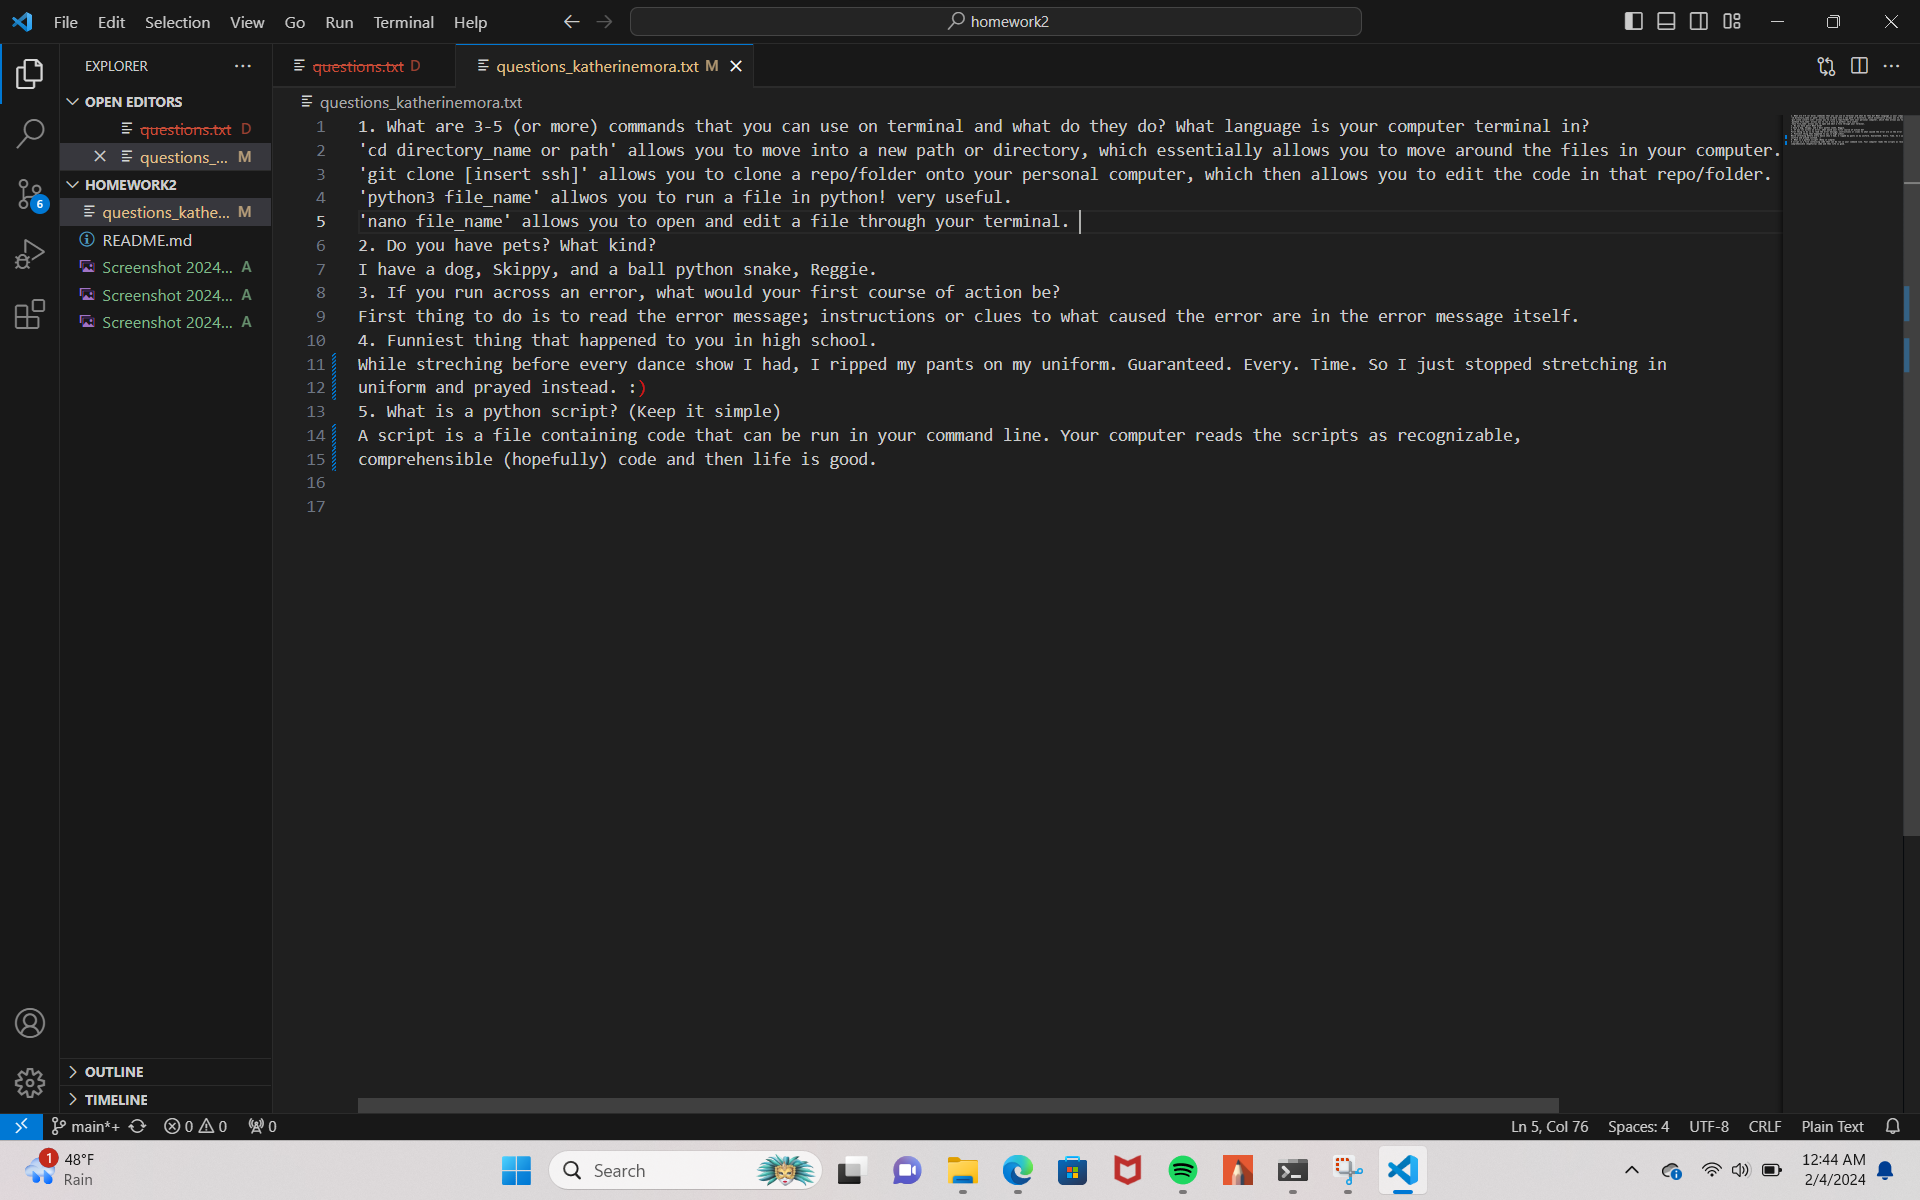 File Edit Selection View Go Run Terminal Help
homework2
EXPLORER
questions.txt D
questions_katherinemora.txt M
OPEN EDITORS
questions.txt D
questions_... M
HOMEWORK2
questions_kathe... M
README.md
Screenshot 2024... A
Screenshot 2024... A
Screenshot 2024... A
6
questions_katherinemora.txt
1 1. What are 3-5 (or more) commands that you can use on terminal and what do they do? What language is your computer terminal in?
2 'cd directory_name or path' allows you to move into a new path or directory, which essentially allows you to move around the files in your computer.
3 'git clone [insert ssh]' allows you to clone a repo/folder onto your personal computer, which then allows you to edit the code in that repo/folder.
4 'python3 file_name' allwos you to run a file in python! very useful.
5 'nano file_name' allows you to open and edit a file through your terminal.
6 2. Do you have pets? What kind?
7 I have a dog, Skippy, and a ball python snake, Reggie.
8 3. If you run across an error, what would your first course of action be?
9 First thing to do is to read the error message; instructions or clues to what caused the error are in the error message itself.
10 4. Funniest thing that happened to you in high school.
11 While streching before every dance show I had, I ripped my pants on my uniform. Guaranteed. Every. Time. So I just stopped stretching in
12 uniform and prayed instead. :)
13 5. What is a python script? (Keep it simple)
14 A script is a file containing code that can be run in your command line. Your computer reads the scripts as recognizable,
15 comprehensible (hopefully) code and then life is good.
16
17
OUTLINE
TIMELINE
main*+ 0 0 0
Ln 5, Col 76 Spaces: 4 UTF-8 CRLF Plain Text
1
48°F
Rain
Search
12:44 AM
2/4/2024